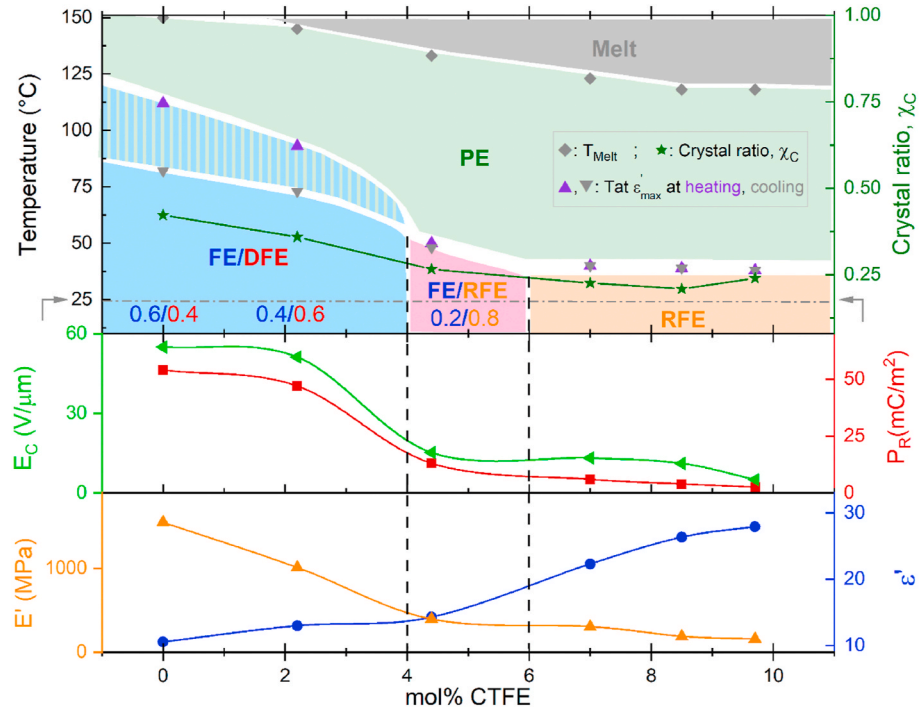 150
125
100
75
50
25
Temperature (°C)
Melt
PE
◆: T_Melt ; ★: Crystal ratio, χ_C
▲,▼: Tat ε'_max at heating, cooling
FE/DFE
0.6/0.4
0.4/0.6
FE/RFE
0.2/0.8
RFE
1.00
0.75
0.50
0.25
0.00
Crystal ratio, χ_C
60
30
0
E_C (V/μm)
50
25
0
P_R(mC/m²)
1000
0
E' (MPa)
30
20
10
ε'
0
2
4
6
8
10
mol% CTFE